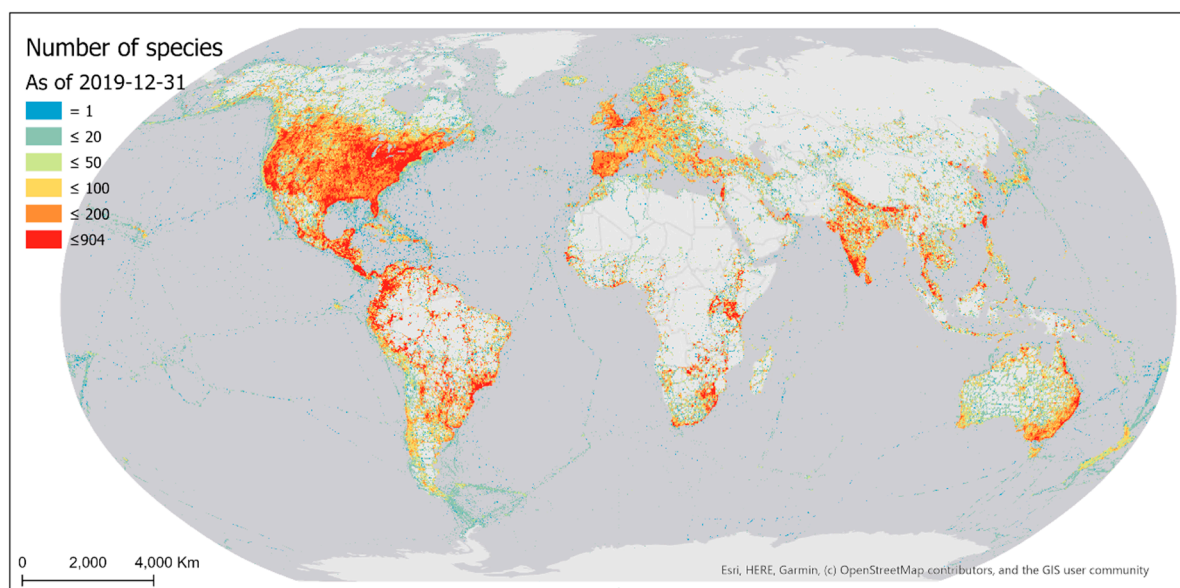 Number of species
As of 2019-12-31
= 1
≤ 20
≤ 50
≤ 100
≤ 200
≤904
0 2,000 4,000 Km
Esri, HERE, Garmin, (c) OpenStreetMap contributors, and the GIS user community